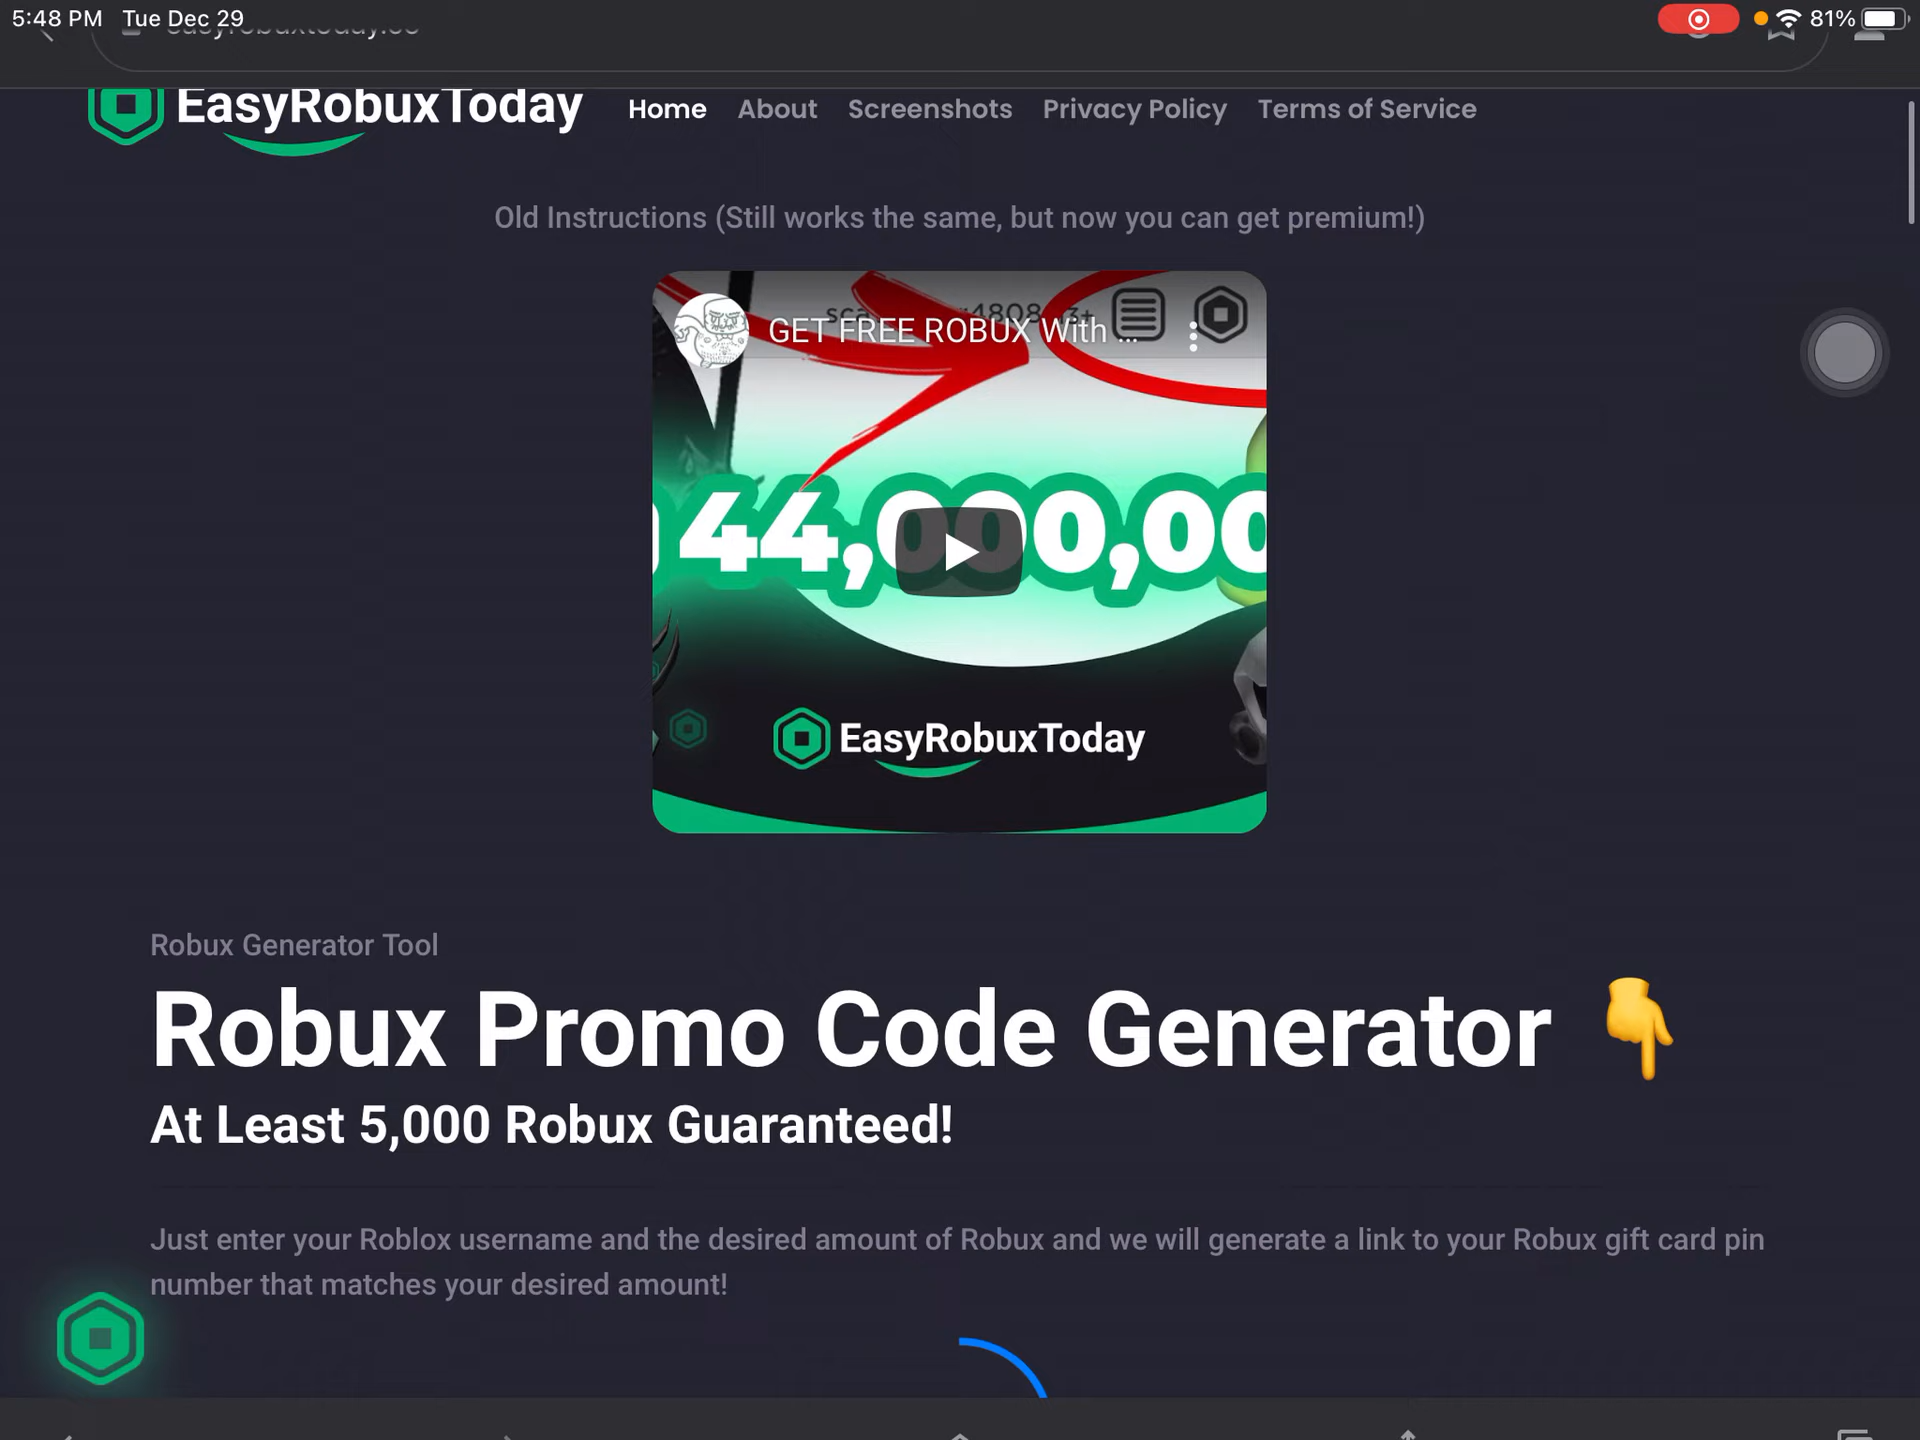 5:48 PM Tue Dec 29
81%
easyrobuxtoday.co
EasyRobuxToday
Home About Screenshots Privacy Policy Terms of Service
Old Instructions (Still works the same, but now you can get premium!)
GET FREE ROBUX With ...
44,000,00
EasyRobuxToday
Robux Generator Tool
Robux Promo Code Generator 👇
At Least 5,000 Robux Guaranteed!
Just enter your Roblox username and the desired amount of Robux and we will generate a link to your Robux gift card pin
number that matches your desired amount!